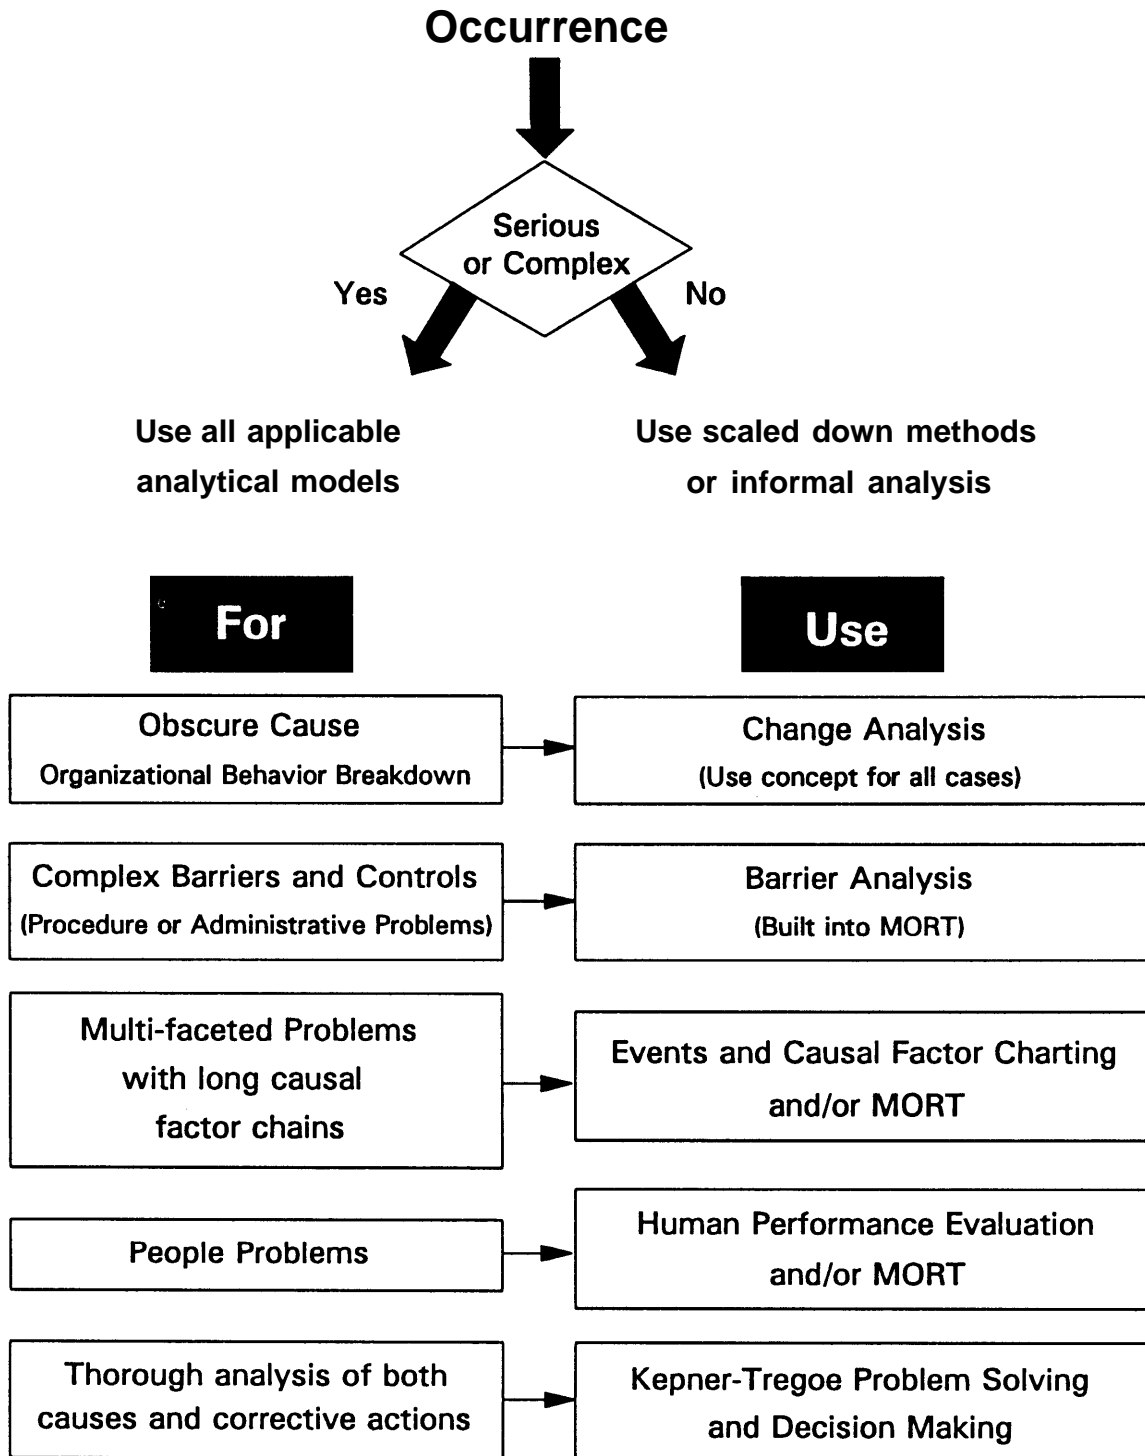 Occurrence
Serious
or Complex
Yes
No
Use all applicable
analytical models
Use scaled down methods
or informal analysis
For
Use
Obscure Cause
Organizational Behavior Breakdown
Change Analysis
(Use concept for all cases)
Complex Barriers and Controls
(Procedure or Administrative Problems)
Barrier Analysis
(Built into MORT)
Multi-faceted Problems
with long causal
factor chains
Events and Causal Factor Charting
and/or MORT
People Problems
Human Performance Evaluation
and/or MORT
Thorough analysis of both
causes and corrective actions
Kepner-Tregoe Problem Solving
and Decision Making